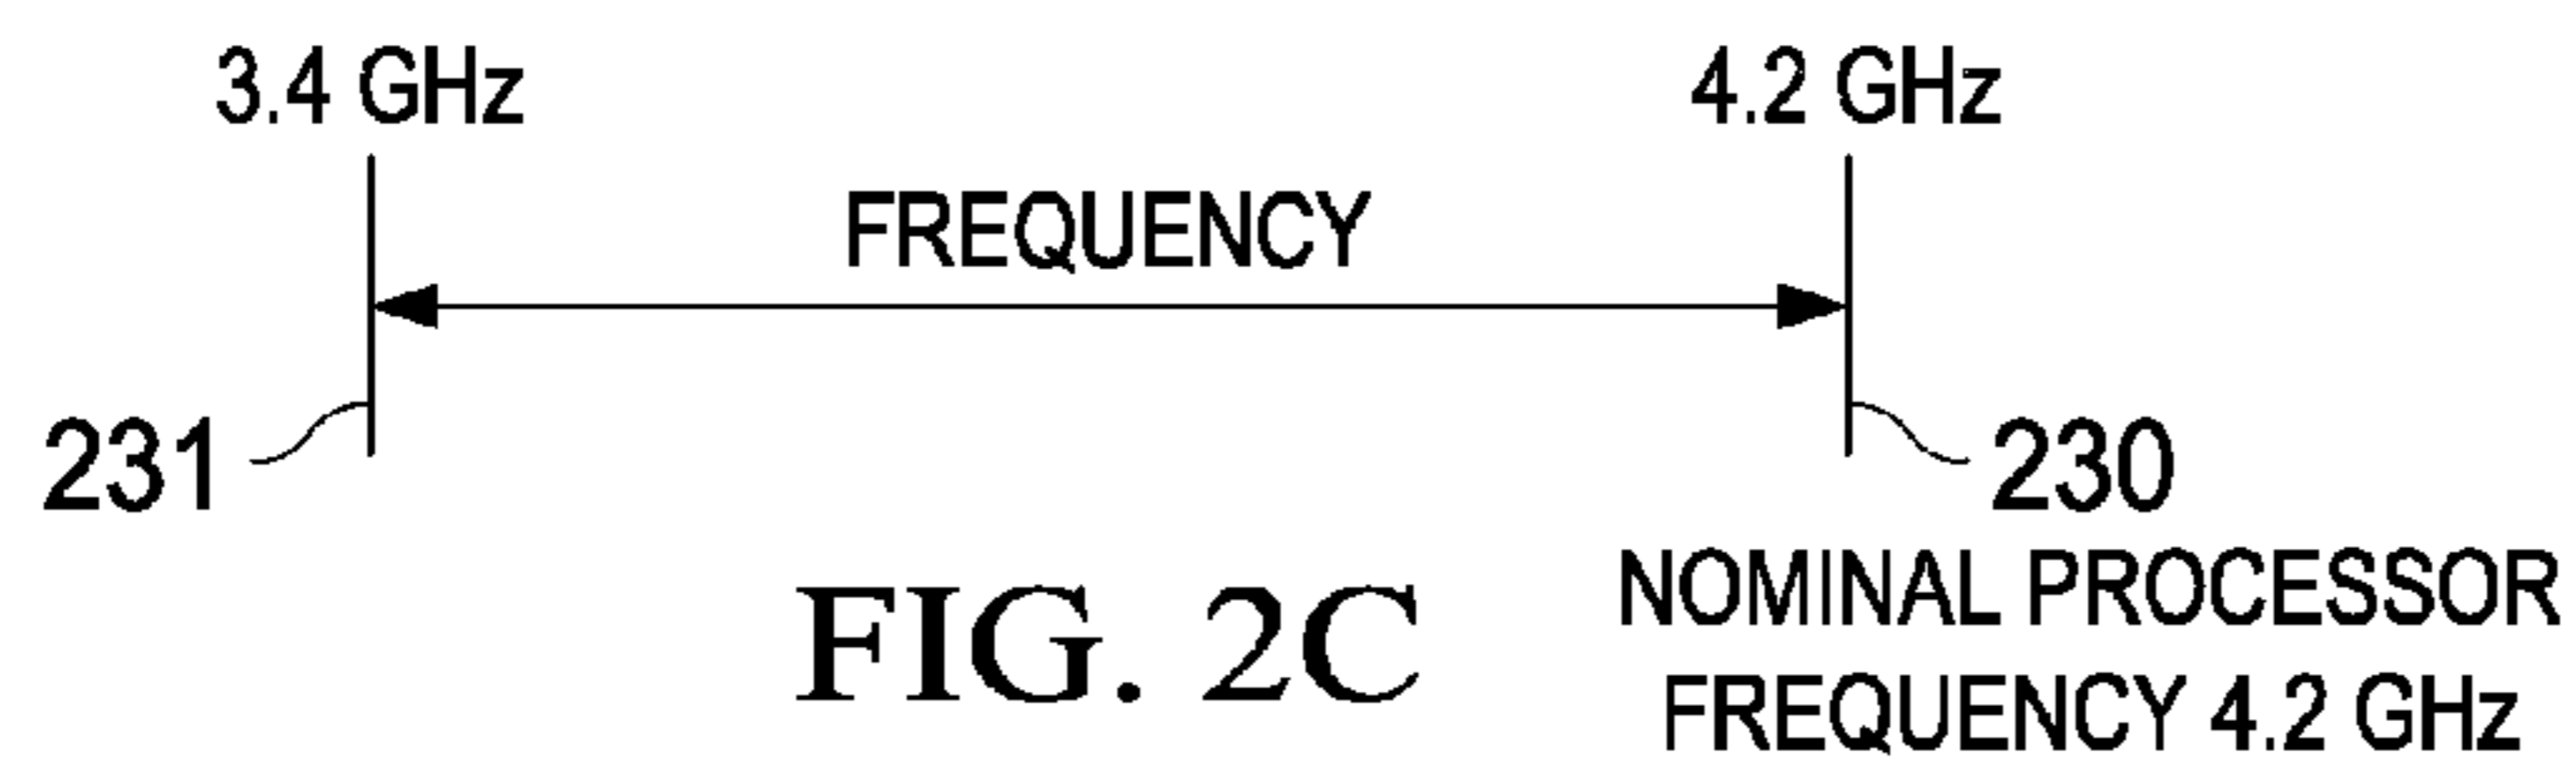 3.4 GHz
4.2 GHz
FREQUENCY
231
230
NOMINAL PROCESSOR
FREQUENCY 4.2 GHz
FIG. 2C